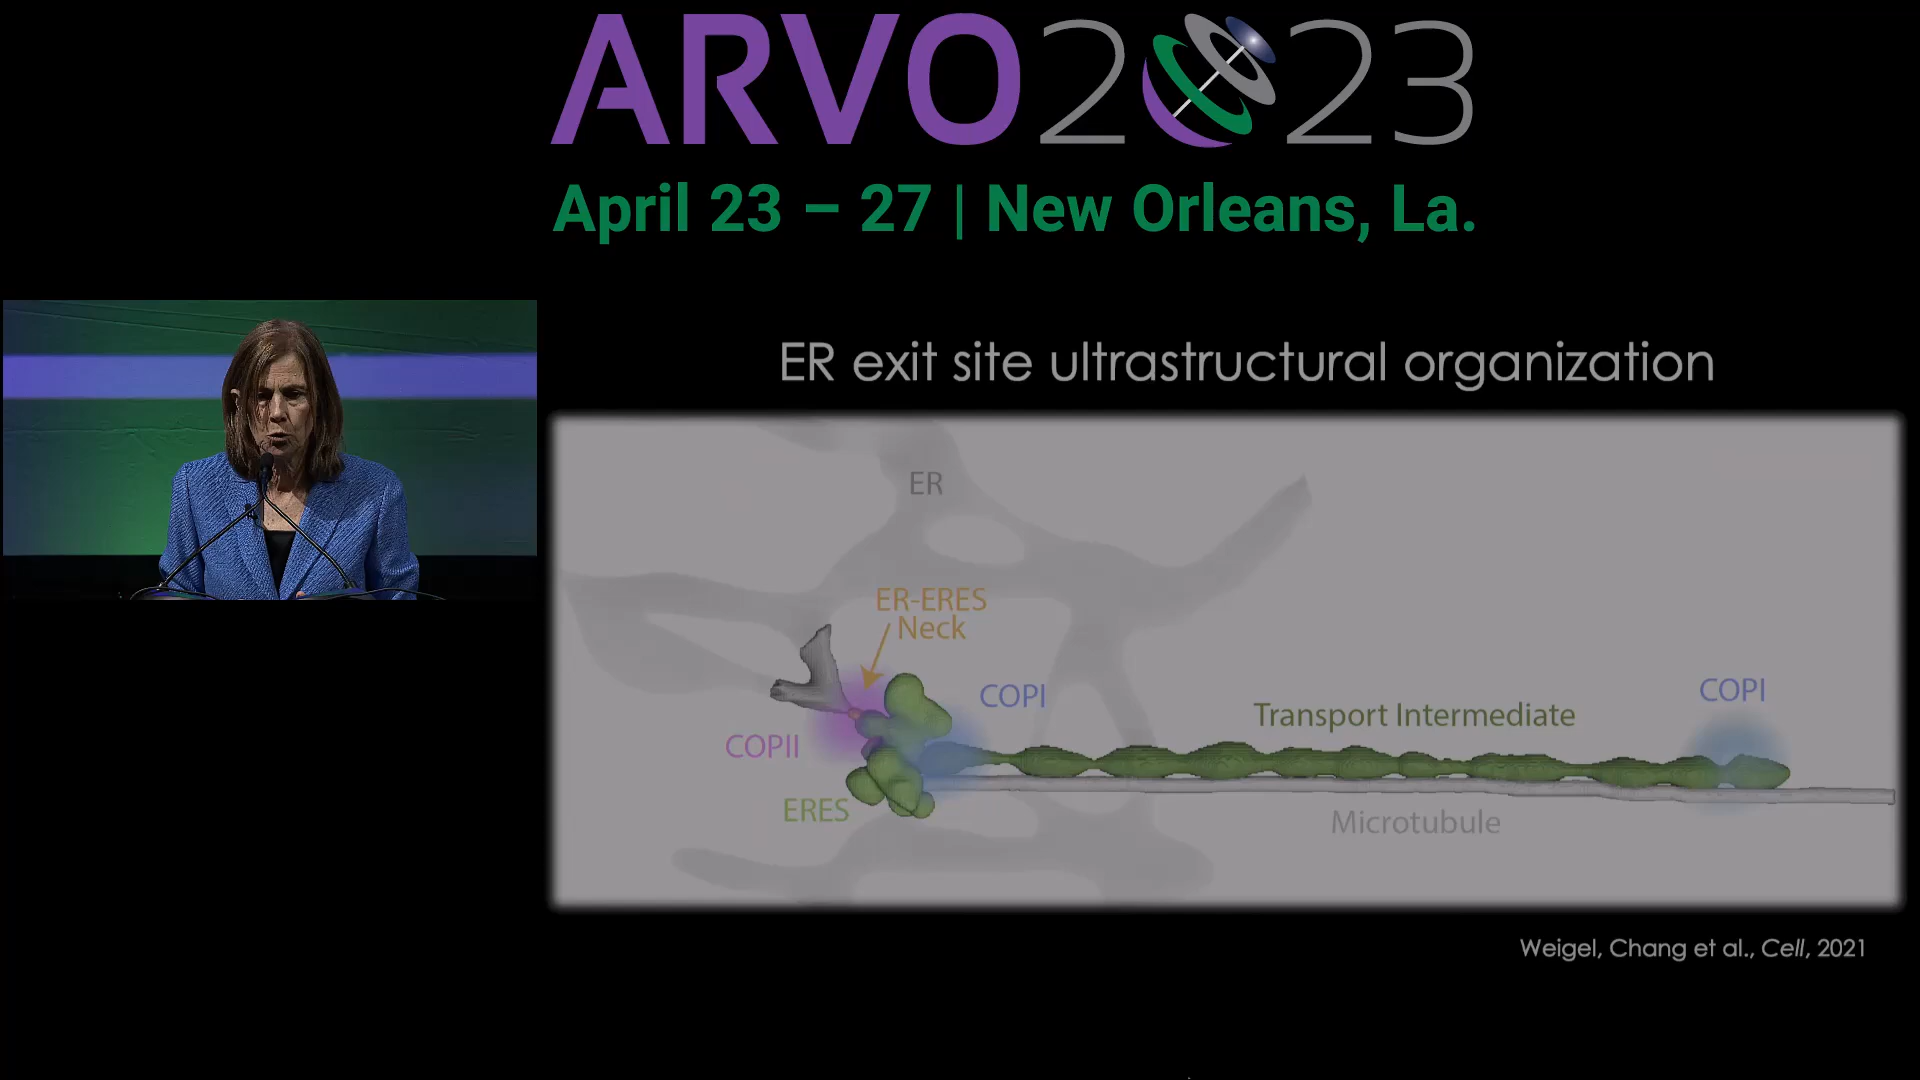 ARVO2023
April 23 – 27 | New Orleans, La.
ER exit site ultrastructural organization
ER
ER-ERES
Neck
COPI
COPI
Transport Intermediate
COPII
ERES
Microtubule
Weigel, Chang et al., Cell, 2021